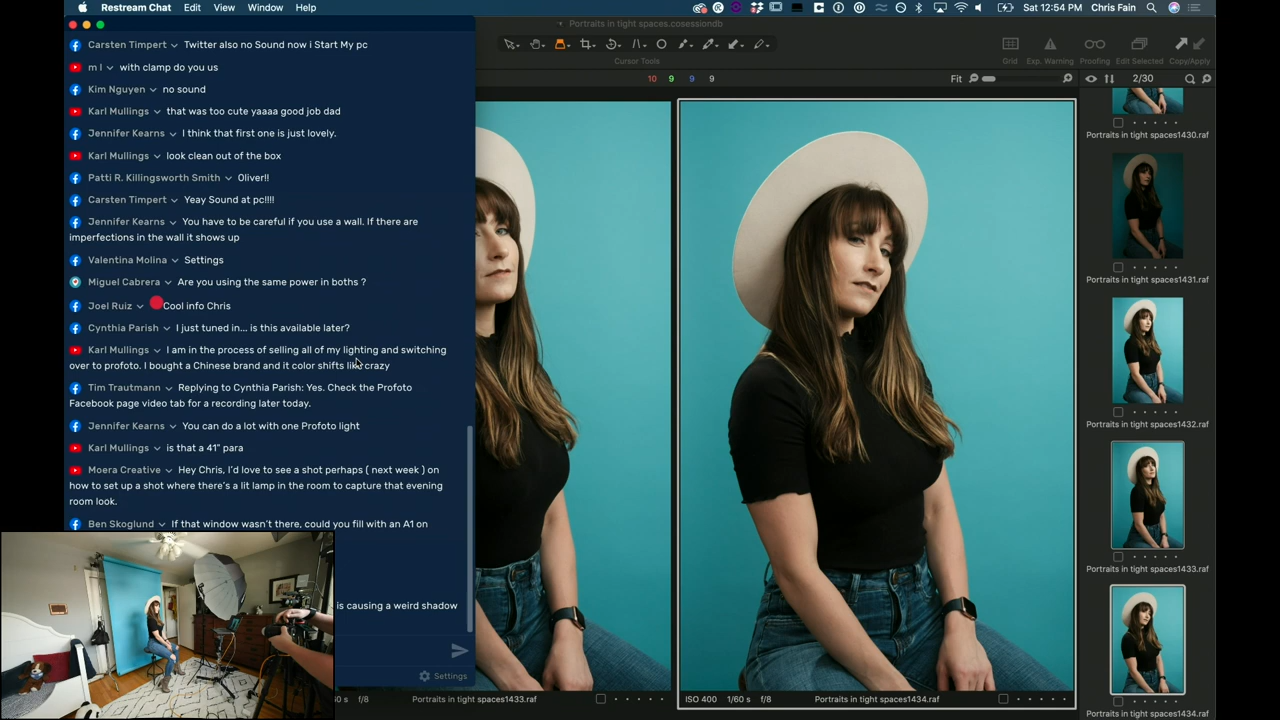 Restream Chat Edit View Window Help
Sat 12:54 PM Chris Fain
Portraits in tight spaces.cosessiondb
Cursor Tools
Grid Exp. Warning Proofing Edit Selected Copy/Apply
10 9 9 9
Fit
2/30
Carsten Timpert Twitter also no Sound now i Start My pc
m l with clamp do you us
Kim Nguyen no sound
Karl Mullings that was too cute yaaaa good job dad
Jennifer Kearns I think that first one is just lovely.
Karl Mullings look clean out of the box
Patti R. Killingsworth Smith Oliver!!
Carsten Timpert Yeay Sound at pc!!!!
Jennifer Kearns You have to be careful if you use a wall. If there are
imperfections in the wall it shows up
Valentina Molina Settings
Miguel Cabrera Are you using the same power in boths ?
Joel Ruiz Cool info Chris
Cynthia Parish I just tuned in... is this available later?
Karl Mullings I am in the process of selling all of my lighting and switching
over to profoto. I bought a Chinese brand and it color shifts like crazy
Tim Trautmann Replying to Cynthia Parish: Yes. Check the Profoto
Facebook page video tab for a recording later today.
Jennifer Kearns You can do a lot with one Profoto light
Karl Mullings is that a 41" para
Moera Creative Hey Chris, I'd love to see a shot perhaps ( next week ) on
how to set up a shot where there's a lit lamp in the room to capture that evening
room look.
Ben Skoglund If that window wasn't there, could you fill with an A1 on
is causing a weird shadow
Settings
0 s f/8 Portraits in tight spaces1433.raf
ISO 400 1/60 s f/8 Portraits in tight spaces1434.raf
Portraits in tight spaces1430.raf
Portraits in tight spaces1431.raf
Portraits in tight spaces1432.raf
Portraits in tight spaces1433.raf
Portraits in tight spaces1434.raf